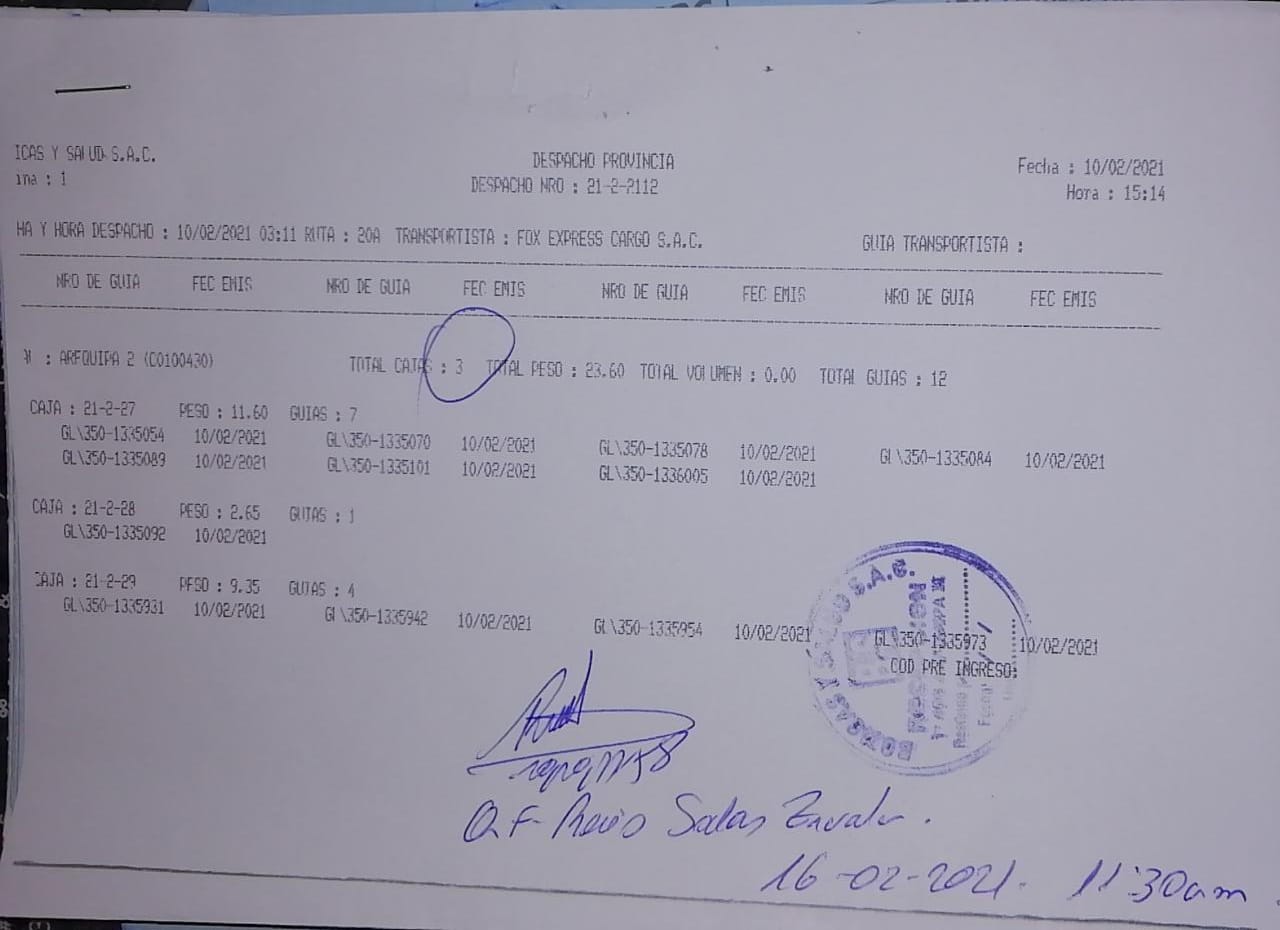 ICAS Y SALUD S.A.C. DESPACHO PROVINCIA Fecha : 10/02/2021
ina : 1 DESPACHO NRO : 21-2-2112 Hora : 15:14
HA Y HORA DESPACHO : 10/02/2021 03:11 RUTA : 20A TRANSPORTISTA : FOX EXPRESS CARGO S.A.C. GUIA TRANSPORTISTA :
NRO DE GUIA FEC EMIS NRO DE GUIA FEC EMIS NRO DE GUIA FEC EMIS NRO DE GUIA FEC EMIS
: AREQUIPA 2 (C0100430) TOTAL CAJAS : 3 TOTAL PESO : 23.60 TOTAL VOLUMEN : 0.00 TOTAL GUIAS : 12
CAJA : 21-2-27 PESO : 11.60 GUIAS : 7
GL\350-1335054 10/02/2021 GL\350-1335070 10/02/2021 GL\350-1335078 10/02/2021 GL\350-1335084 10/02/2021
GL\350-1335089 10/02/2021 GL\350-1335101 10/02/2021 GL\350-1336005 10/02/2021
CAJA : 21-2-28 PESO : 2.65 GUIAS : 1
GL\350-1335092 10/02/2021
CAJA : 21-2-29 PESO : 9.35 GUIAS : 4
GL\350-1335931 10/02/2021 GL\350-1335942 10/02/2021 GL\350-1335954 10/02/2021 GL\350-1335973 10/02/2021
COD PRE INGRESO:
BOTICAS Y SALUD S.A.C.
Q.F. Salas
16-02-2021. 11:30am.